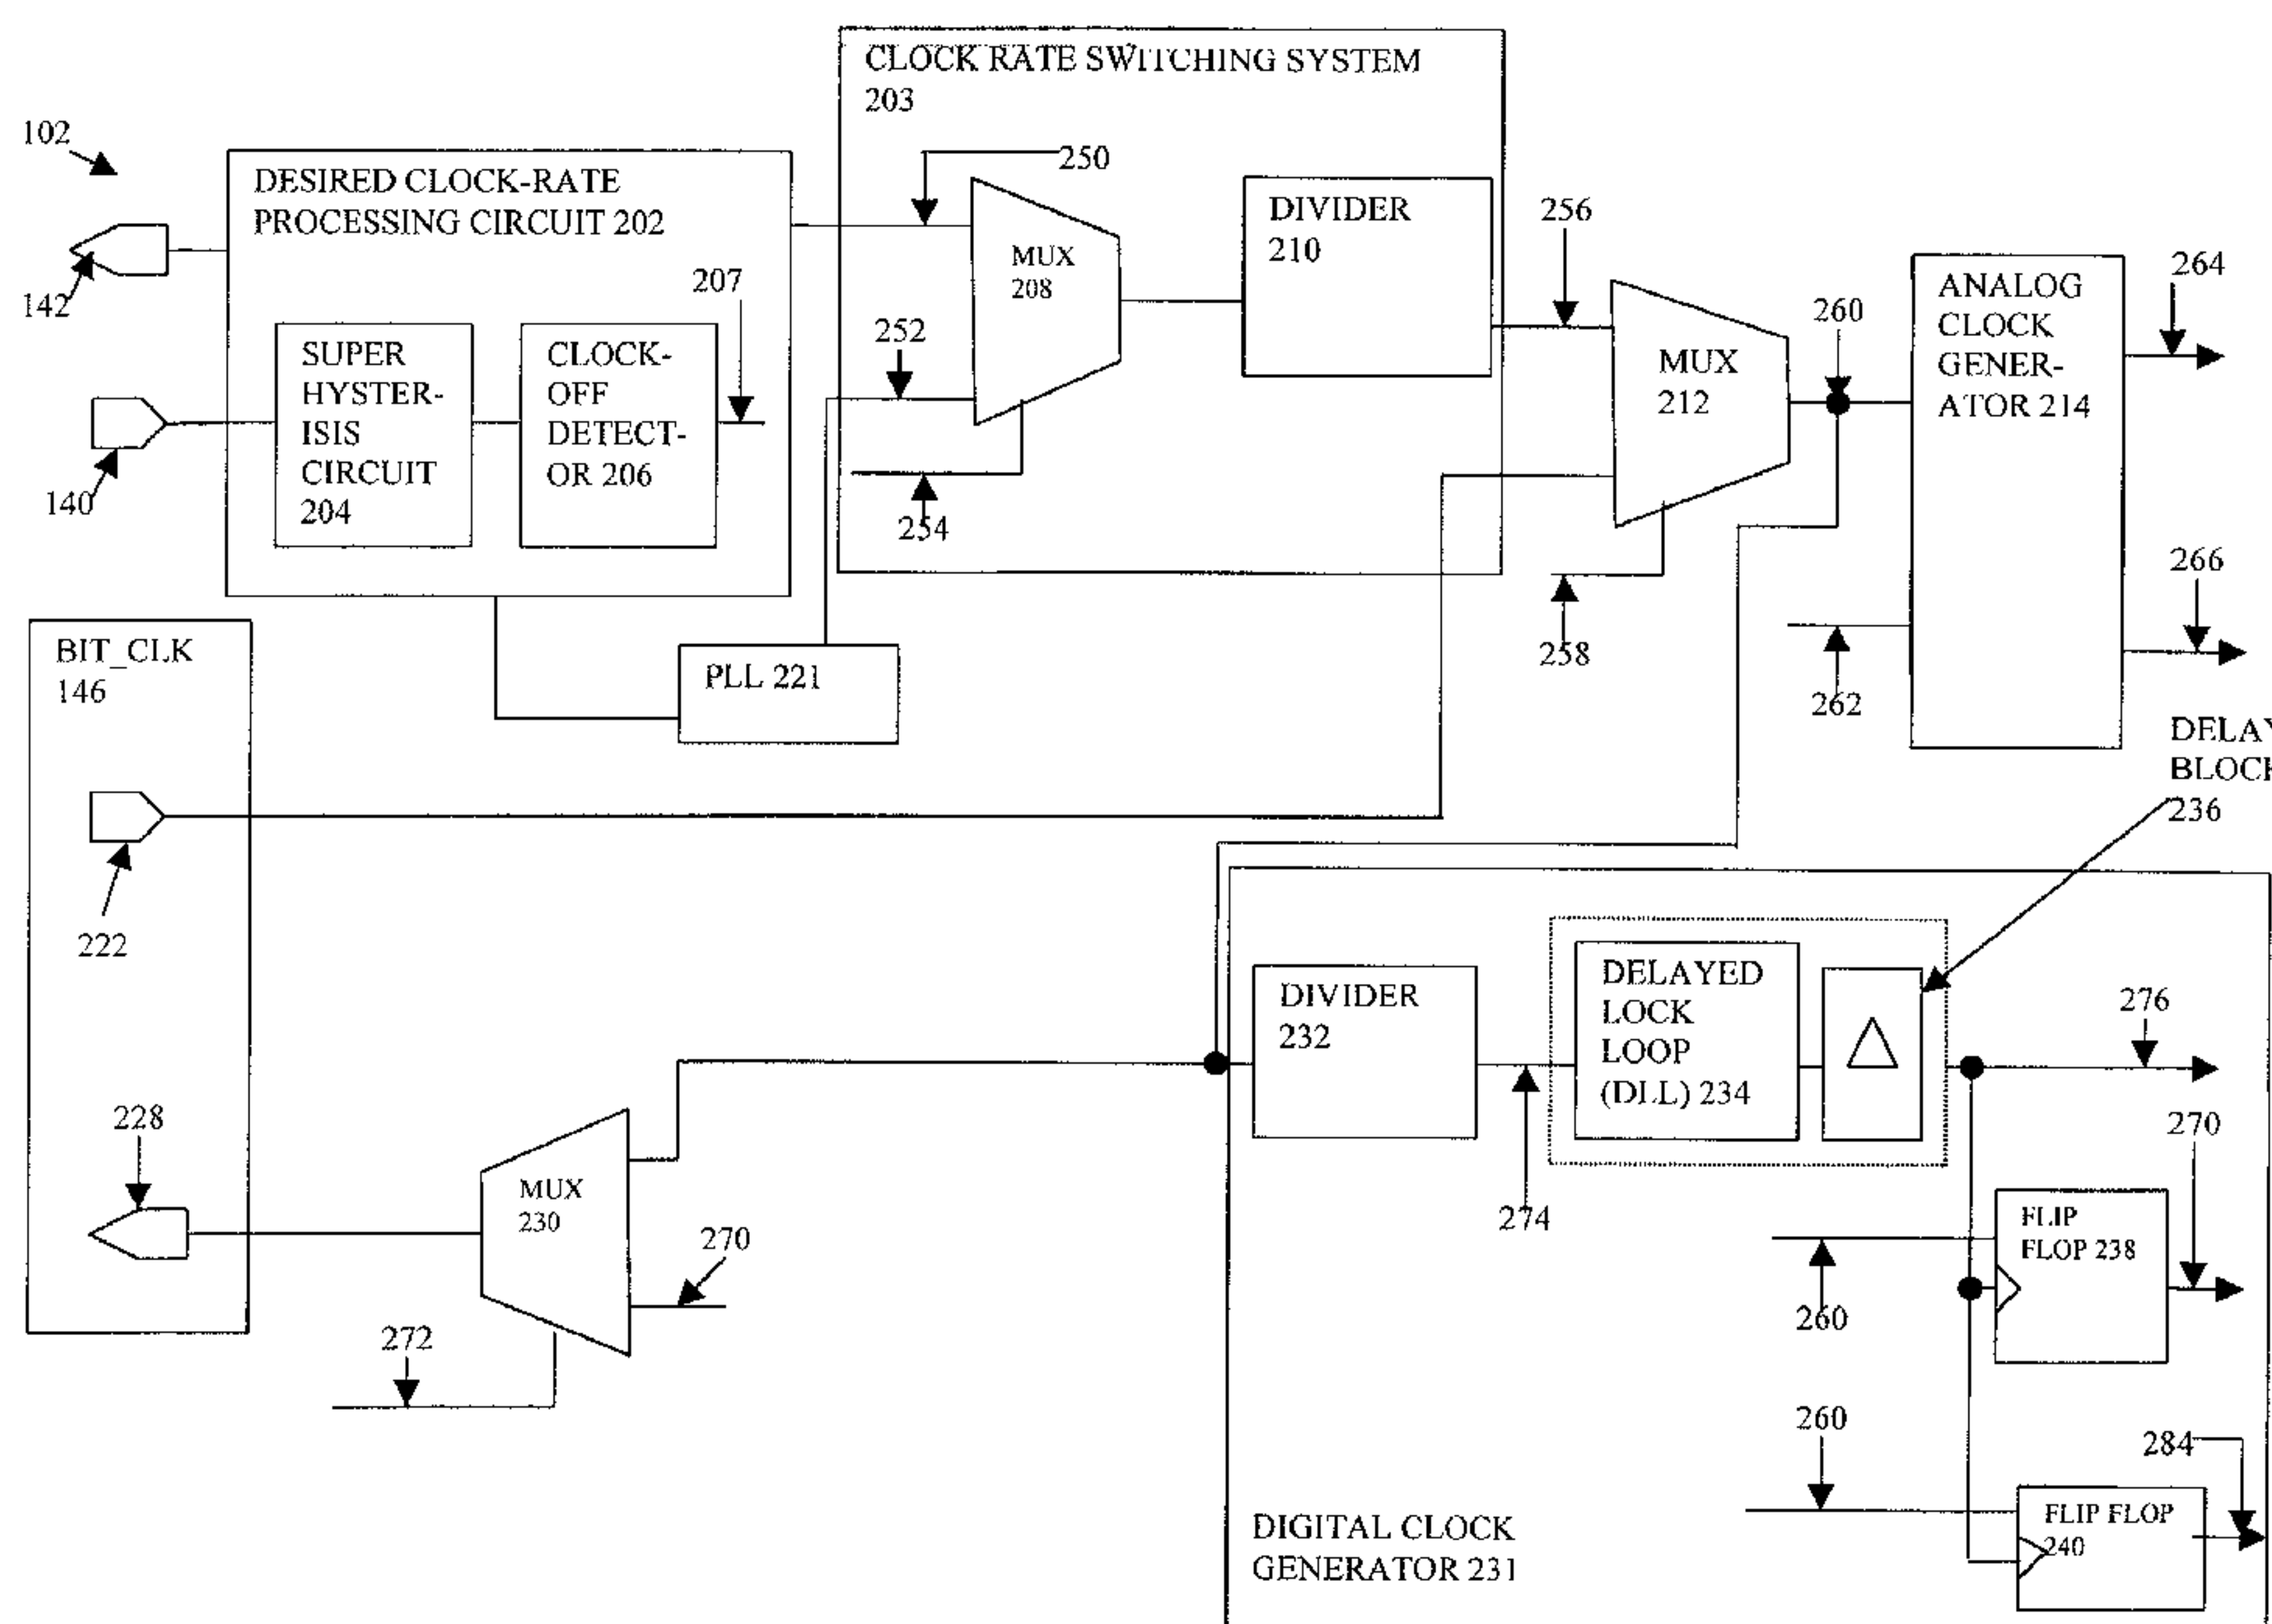 CLOCK RATE SWITCHING SYSTEM
203
102
DESIRED CLOCK-RATE
PROCESSING CIRCUIT 202
142
140
SUPER
HYSTER-
ISIS
CIRCUIT
204
CLOCK-
OFF
DETECT-
OR 206
207
250
252
254
MUX
208
DIVIDER
210
256
MUX
212
258
260
262
ANALOG
CLOCK
GENER-
ATOR 214
264
266
BIT_CLK
146
PLL 221
222
228
MUX
230
270
272
DIVIDER
232
274
DELAYED
LOCK
LOOP
(DLL) 234
BLOCK
236
276
270
FLIP
FLOP 238
260
260
284
FLIP FLOP
240
DIGITAL CLOCK
GENERATOR 231